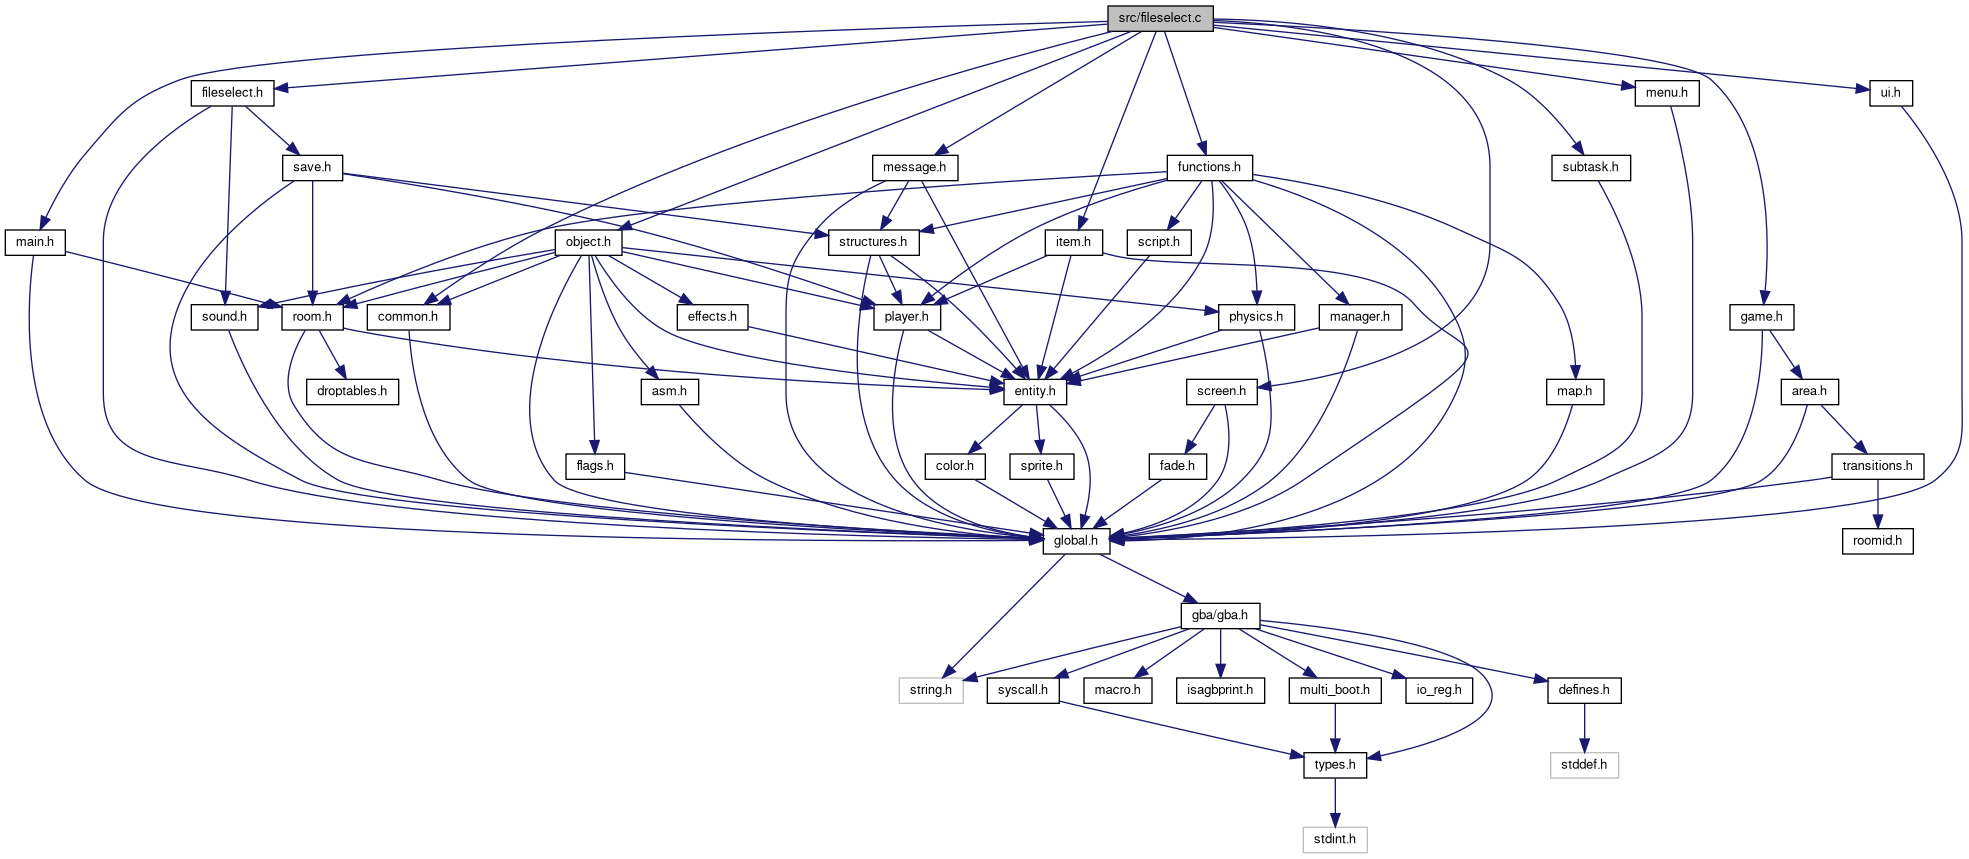 src/fileselect.c
fileselect.h
menu.h
ui.h
save.h
message.h
functions.h
subtask.h
main.h
object.h
structures.h
item.h
script.h
sound.h
room.h
common.h
effects.h
player.h
physics.h
manager.h
game.h
droptables.h
asm.h
entity.h
screen.h
map.h
area.h
flags.h
color.h
sprite.h
fade.h
transitions.h
global.h
roomid.h
gba/gba.h
string.h
syscall.h
macro.h
isagbprint.h
multi_boot.h
io_reg.h
defines.h
types.h
stddef.h
stdint.h